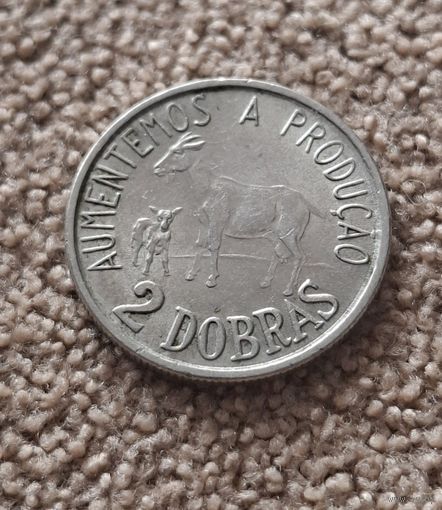 AUMENTEMOS A PRODUÇÃO
2 DOBRAS